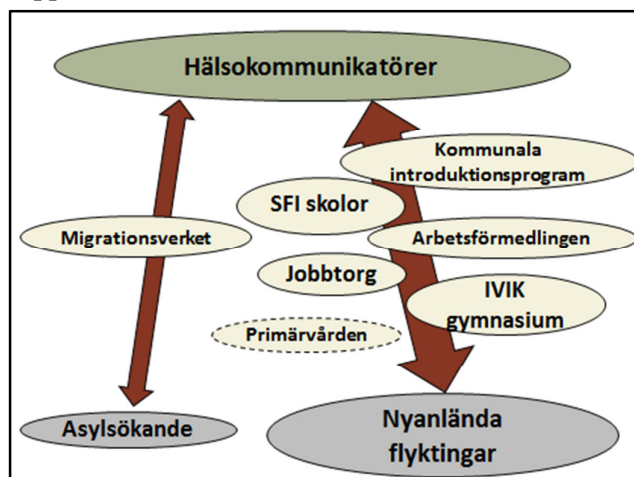 Hälsokommunikatörer
Kommunala
introduktionsprogram
SFI skolor
Migrationsverket
Arbetsförmedlingen
Jobbtorg
IVIK
gymnasium
Primärvården
Asylsökande
Nyanlända
flyktingar